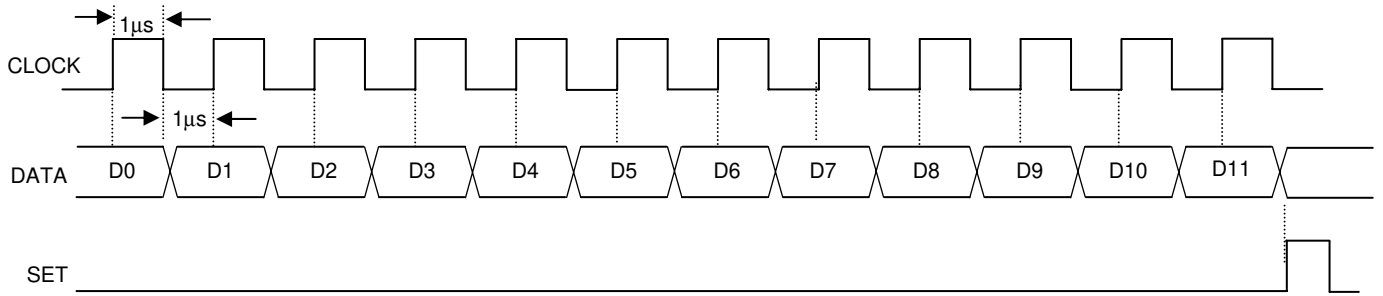 1μs
CLOCK
1μs
DATA D0 D1 D2 D3 D4 D5 D6 D7 D8 D9 D10 D11
SET